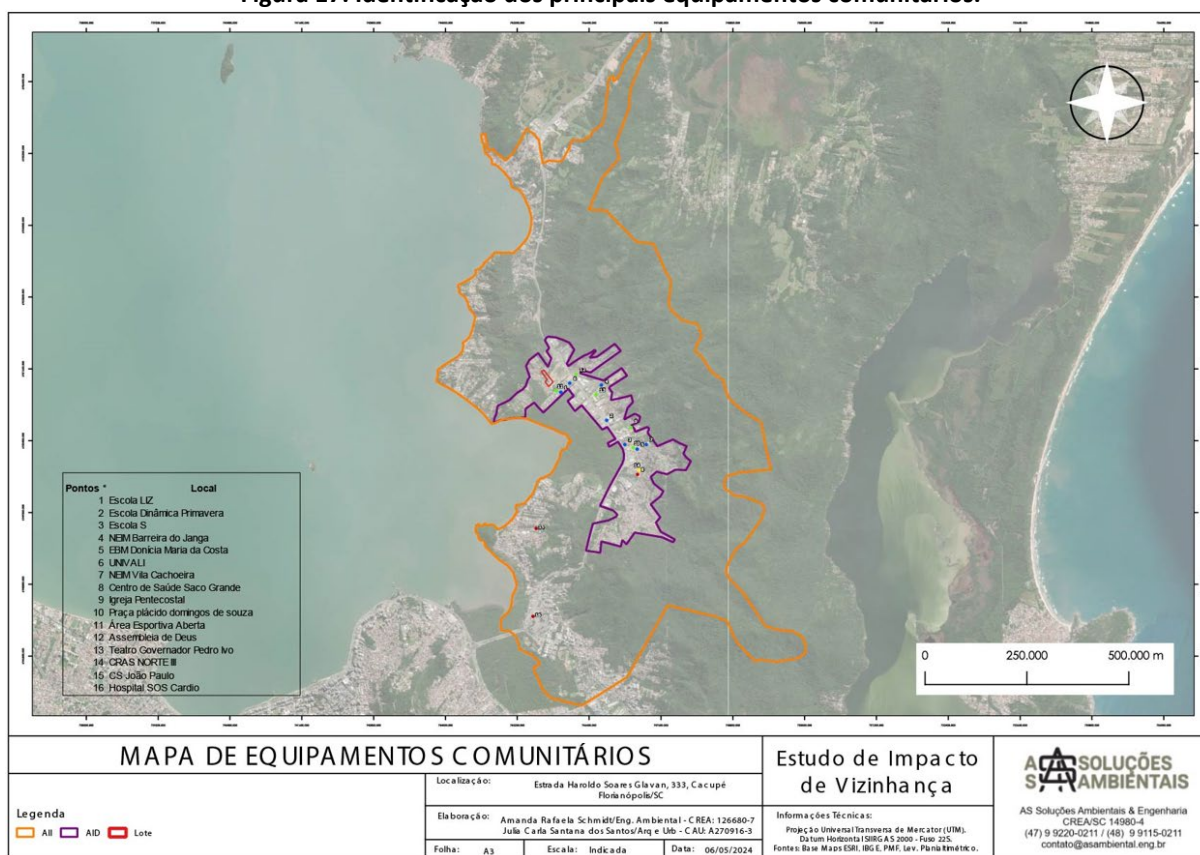 Figura 17: Identificação dos principais equipamentos comunitários.
Pontos * Local
1 Escola LIZ
2 Escola Dinâmica Primavera
3 Escola S
4 NEIM Barreira do Janga
5 EBM Donícia Maria da Costa
6 UNIVALI
7 NEIM Vila Cachoeira
8 Centro de Saúde Saco Grande
9 Igreja Pentecostal
10 Praça plácido domingos de souza
11 Área Esportiva Aberta
12 Assembleia de Deus
13 Teatro Governador Pedro Ivo
14 CRAS NORTE III
15 CS João Paulo
16 Hospital SOS Cardio
0 250.000 500.000 m
MAPA DE EQUIPAMENTOS COMUNITÁRIOS
Legenda
AII AID Lote
Localização: Estrada Haroldo Soares Glavan, 333, Cacupé
Florianópolis/SC
Elaboração: Amanda Rafaela Schmidt/Eng. Ambiental - CREA: 126680-7
Julia Carla Santana dos Santos/Arq e Urb - CAU: A270916-3
Folha: A3 Escala: Indicada Data: 06/05/2024
Estudo de Impacto
de Vizinhança
Informações Técnicas:
Projeção Universal Transversa de Mercator (UTM).
Datum Horizontal SIRGAS 2000 - Fuso 22S.
Fontes: Base Maps ESRI, IBGE, PMF, Lev. Planialtimétrico.
AS SOLUÇÕES
AMBIENTAIS
AS Soluções Ambientais & Engenharia
CREA/SC 14980-4
(47) 9 9220-0211 / (48) 9 9115-0211
contato@asambiental.eng.br